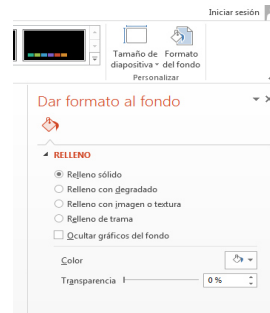 Iniciar sesión
Tamaño de
diapositiva
Formato
del fondo
Personalizar
Dar formato al fondo
RELLENO
Relleno sólido
Relleno con degradado
Relleno con imagen o textura
Relleno de trama
Ocultar gráficos del fondo
Color
Transparencia
0 %